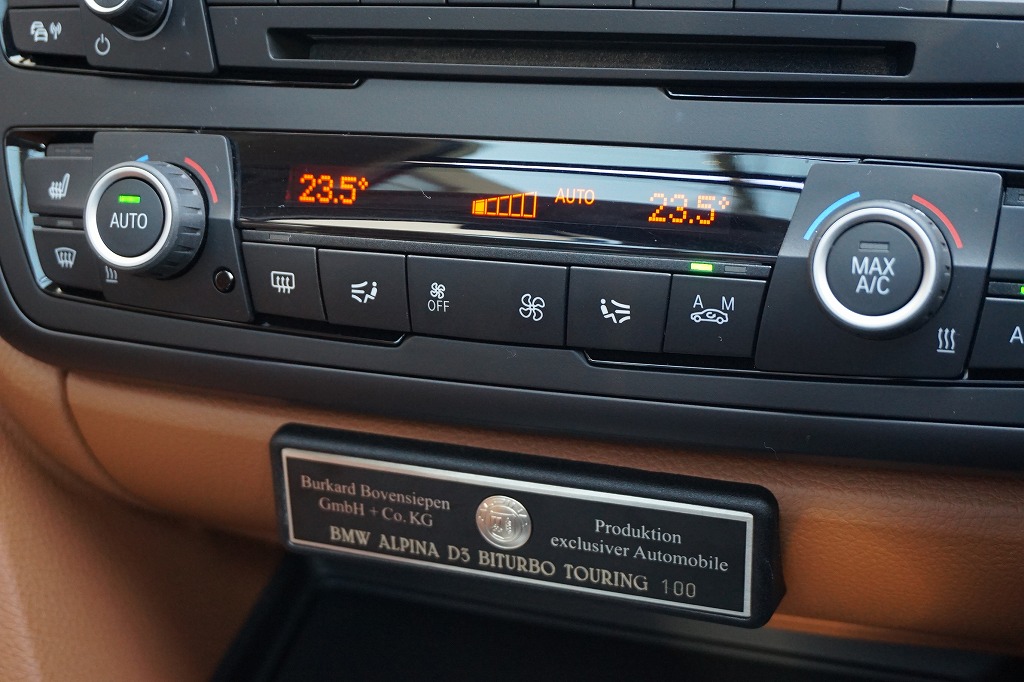 23.5°
AUTO
23.5°
AUTO
MAX
A/C
OFF
A M
A
Burkard Bovensiepen
GmbH + Co. KG
Produktion
exclusiver Automobile
BMW ALPINA D3 BITURBO TOURING 100